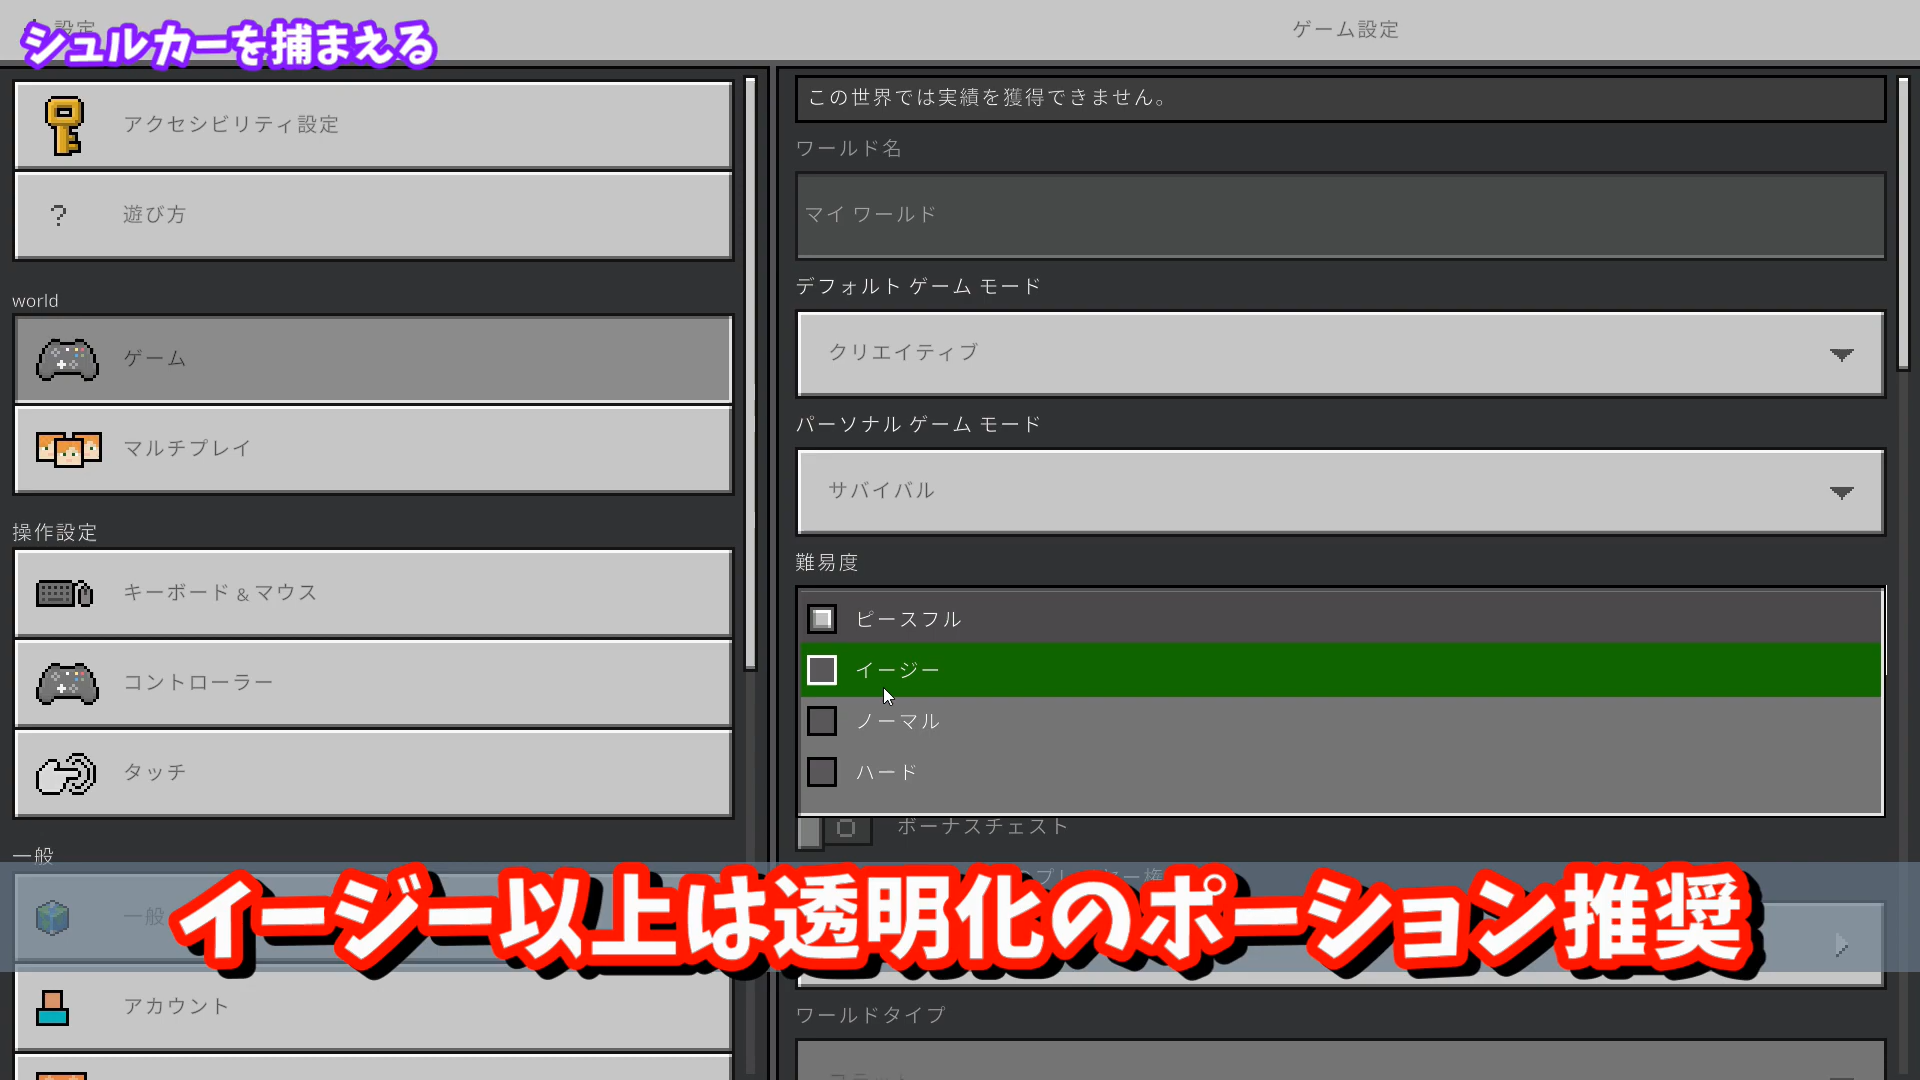 設定
シュルカーを捕まえる
ゲーム設定
アクセシビリティ設定
? 遊び方
world
ゲーム
マルチプレイ
操作設定
キーボード & マウス
コントローラー
タッチ
一般
一般
アカウント
この世界では実績を獲得できません。
ワールド名
マイ ワールド
デフォルト ゲーム モード
クリエイティブ
パーソナル ゲーム モード
サバイバル
難易度
ピースフル
イージー
ノーマル
ハード
ボーナスチェスト
イージー以上は透明化のポーション推奨
ワールドタイプ